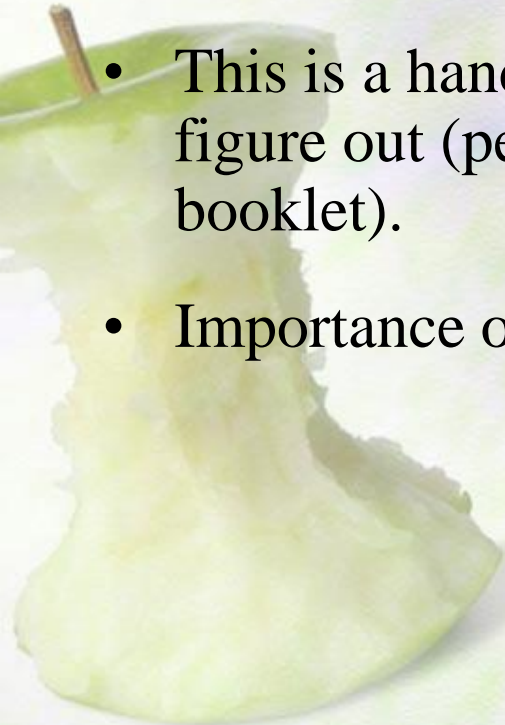 • This is a
figure out
booklet).
• Importance